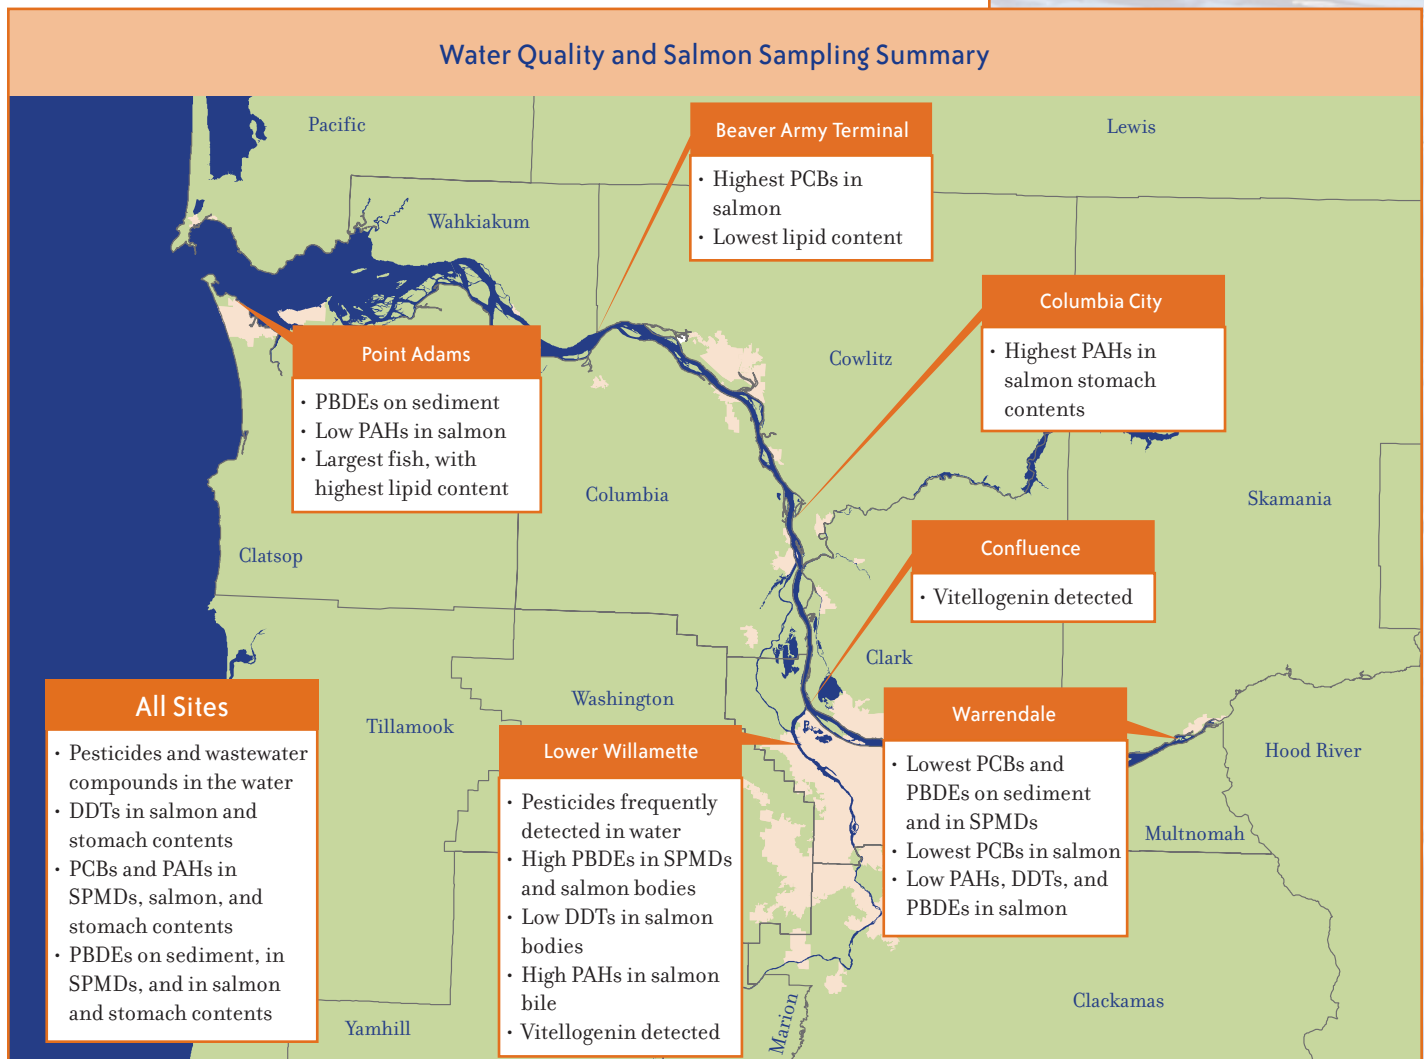 Water Quality and Salmon Sampling Summary
Pacific
Lewis
Beaver Army Terminal
· Highest PCBs in
salmon
· Lowest lipid content
Wahkiakum
Columbia City
· Highest PAHs in
salmon stomach
contents
Point Adams
· PBDEs on sediment
· Low PAHs in salmon
· Largest fish, with
highest lipid content
Cowlitz
Columbia
Skamania
Clatsop
Confluence
· Vitellogenin detected
Clark
Washington
Tillamook
All Sites
· Pesticides and wastewater
compounds in the water
· DDTs in salmon and
stomach contents
· PCBs and PAHs in
SPMDs, salmon, and
stomach contents
· PBDEs on sediment, in
SPMDs, and in salmon
and stomach contents
Lower Willamette
· Pesticides frequently
detected in water
· High PBDEs in SPMDs
and salmon bodies
· Low DDTs in salmon
bodies
· High PAHs in salmon
bile
· Vitellogenin detected
Warrendale
· Lowest PCBs and
PBDEs on sediment
and in SPMDs
· Lowest PCBs in salmon
· Low PAHs, DDTs, and
PBDEs in salmon
Hood River
Multnomah
Clackamas
Marion
Yamhill